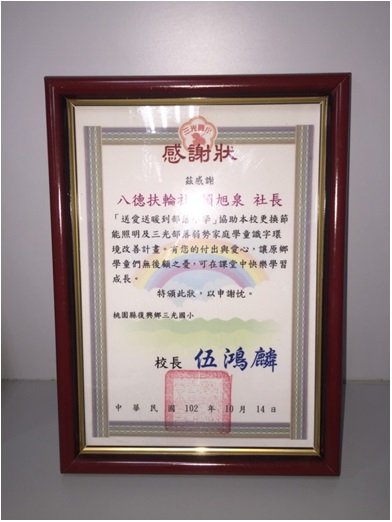 三光國小
感謝狀
茲感謝
八德扶輪社 旭泉 社長
「送愛送暖到部 」協助本校更換節
能照明及三光部落弱勢家庭學童識字環
境改善計畫。有您的付出與愛心，讓原鄉
學童們無後顧之憂，可在課堂中快樂學習
成長。
特頒此狀，以申謝忱。
桃園縣復興鄉三光國小
校長 伍鴻麟
中華民國 102 年 10 月 14 日